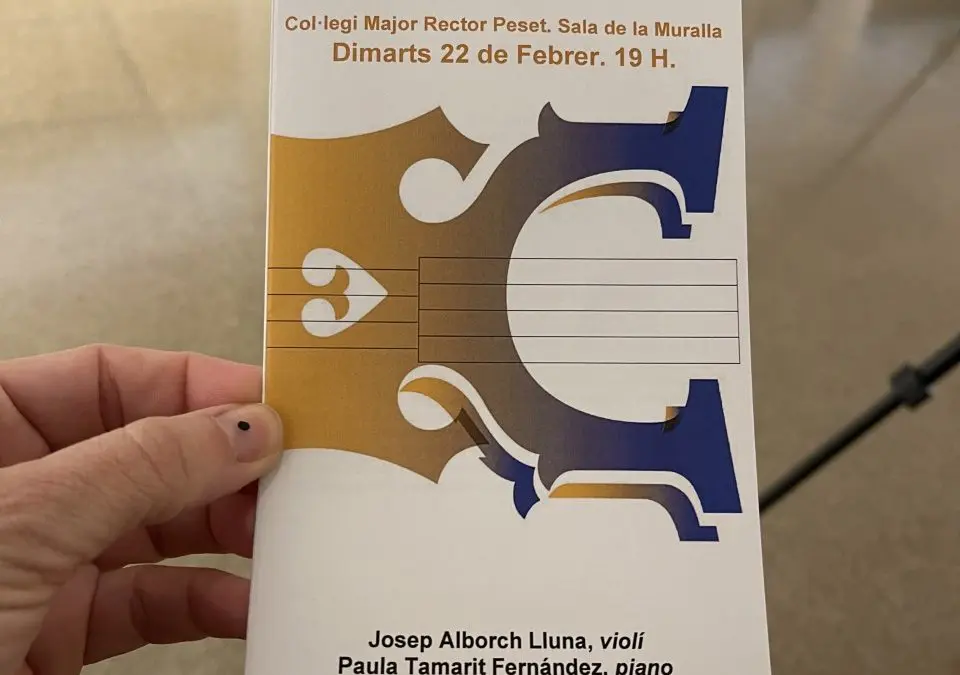 Col·legi Major Rector Peset. Sala de la Muralla
Dimarts 22 de Febrer. 19 H.
Josep Alborch Lluna, violí
Paula Tamarit Fernández, piano